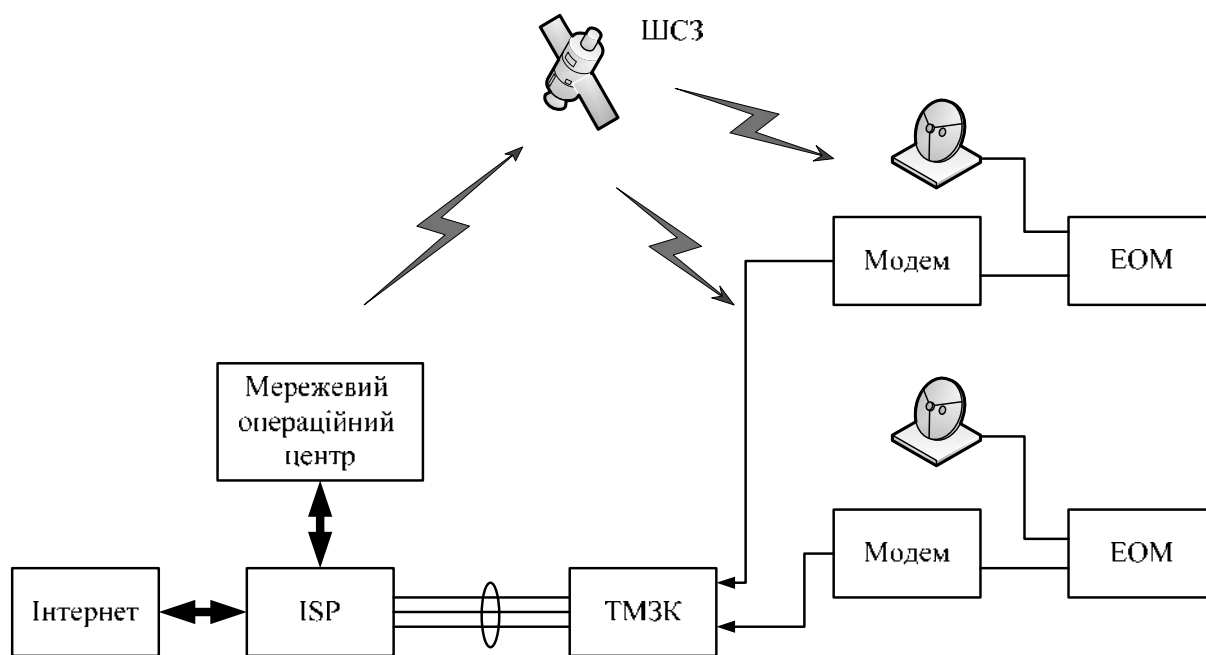 ШСЗ
Модем
ЕОМ
Мережевий
операційний
центр
Модем
ЕОМ
Інтернет
ISP
ТМЗК